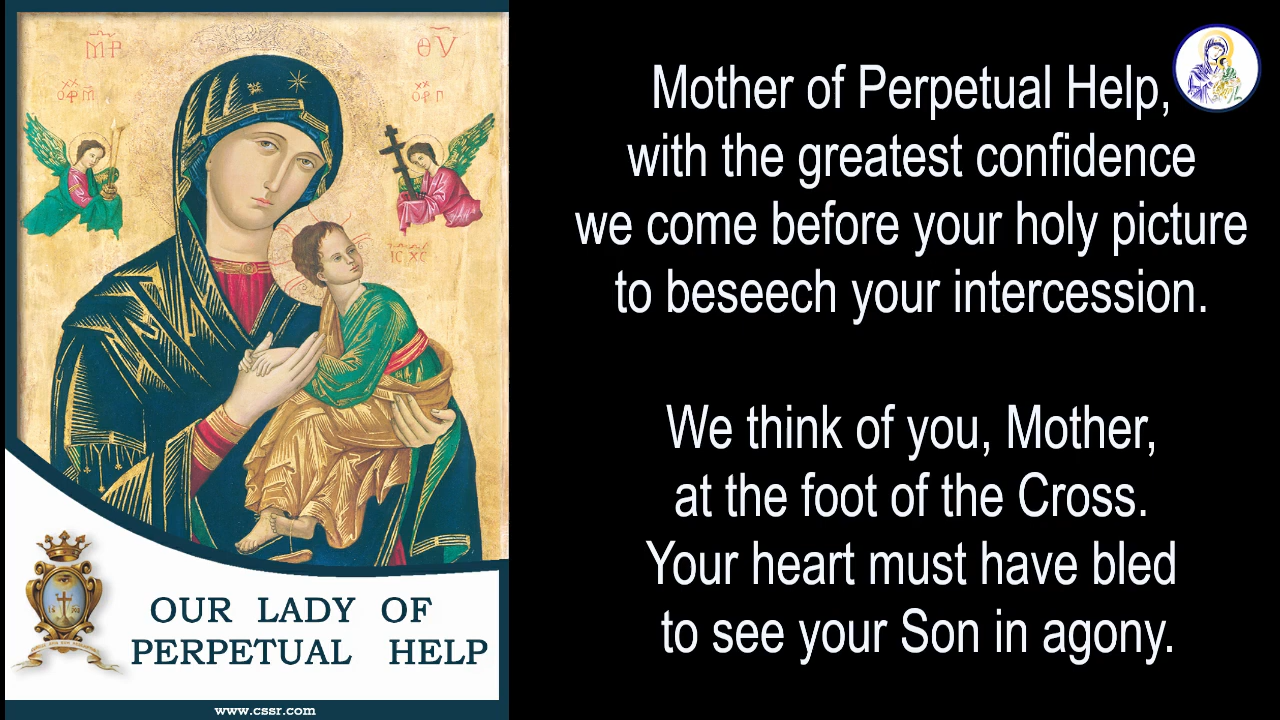 M͞P
Θ͞V
ΙϹ ΧϹ
OUR LADY OF
PERPETUAL HELP
www.cssr.com
Mother of Perpetual Help,
with the greatest confidence
we come before your holy picture
to beseech your intercession.
We think of you, Mother,
at the foot of the Cross.
Your heart must have bled
to see your Son in agony.